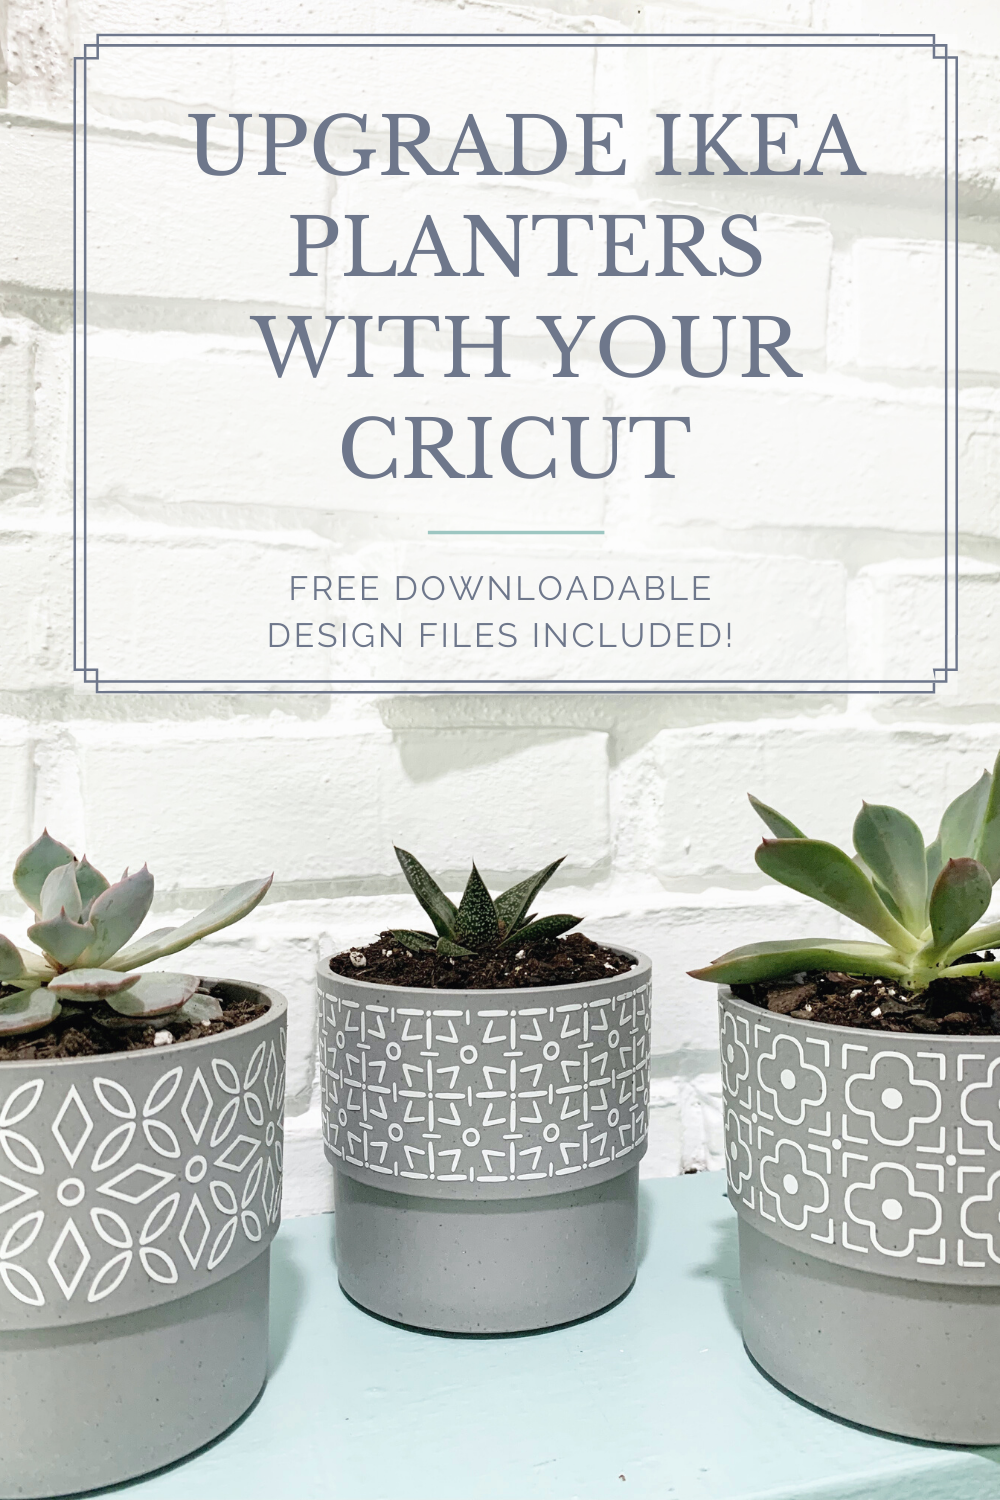 UPGRADE IKEA
PLANTERS
WITH YOUR
CRICUT
FREE DOWNLOADABLE
DESIGN FILES INCLUDED!